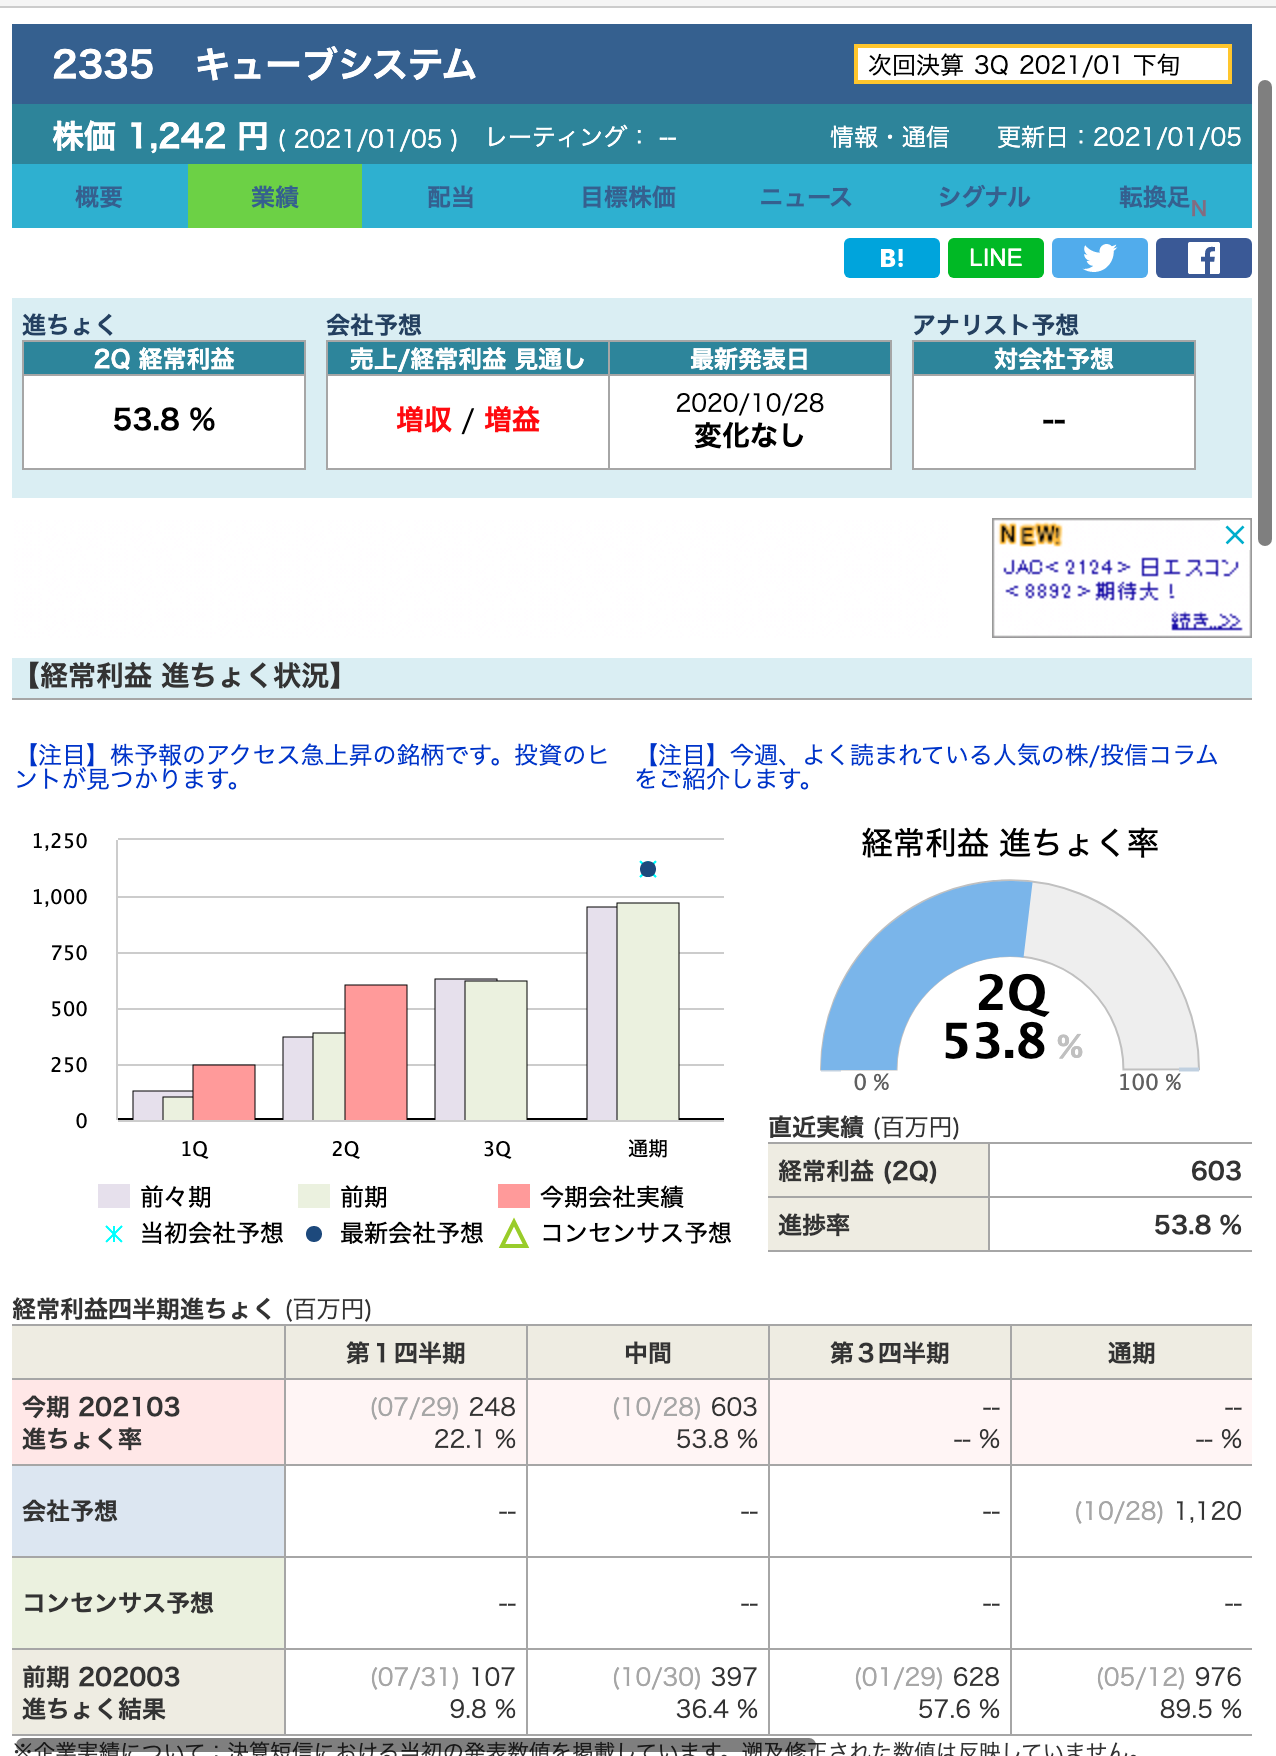 2335 キューブシステム
次回決算 3Q 2021/01 下旬
株価 1,242 円 ( 2021/01/05 ) レーティング： --
情報・通信 更新日：2021/01/05
概要 業績 配当 目標株価 ニュース シグナル 転換足N
B! LINE
進ちょく
2Q 経常利益
53.8 %
会社予想
売上/経常利益 見通し 最新発表日
増収 / 増益
2020/10/28
変化なし
アナリスト予想
対会社予想
--
NEW!
JAC<2124> 日エスコン
<8892>期待大！
続き..>>
【経常利益 進ちょく状況】
【注目】株予報のアクセス急上昇の銘柄です。投資のヒ
ントが見つかります。
【注目】今週、よく読まれている人気の株/投信コラム
をご紹介します。
1,250
1,000
750
500
250
0
1Q 2Q 3Q 通期
前々期 前期 今期会社実績
当初会社予想 最新会社予想 コンセンサス予想
経常利益 進ちょく率
2Q
53.8 %
0 % 100 %
直近実績 (百万円)
経常利益 (2Q) 603
進捗率 53.8 %
経常利益四半期進ちょく (百万円)
第１四半期 中間 第３四半期 通期
今期 202103 (07/29) 248 (10/28) 603 -- --
進ちょく率 22.1 % 53.8 % -- % -- %
会社予想 -- -- -- (10/28) 1,120
コンセンサス予想 -- -- -- --
前期 202003 (07/31) 107 (10/30) 397 (01/29) 628 (05/12) 976
進ちょく結果 9.8 % 36.4 % 57.6 % 89.5 %
※企業実績について：決算短信における当初の発表数値を掲載しています。遡及修正された数値は反映していません。